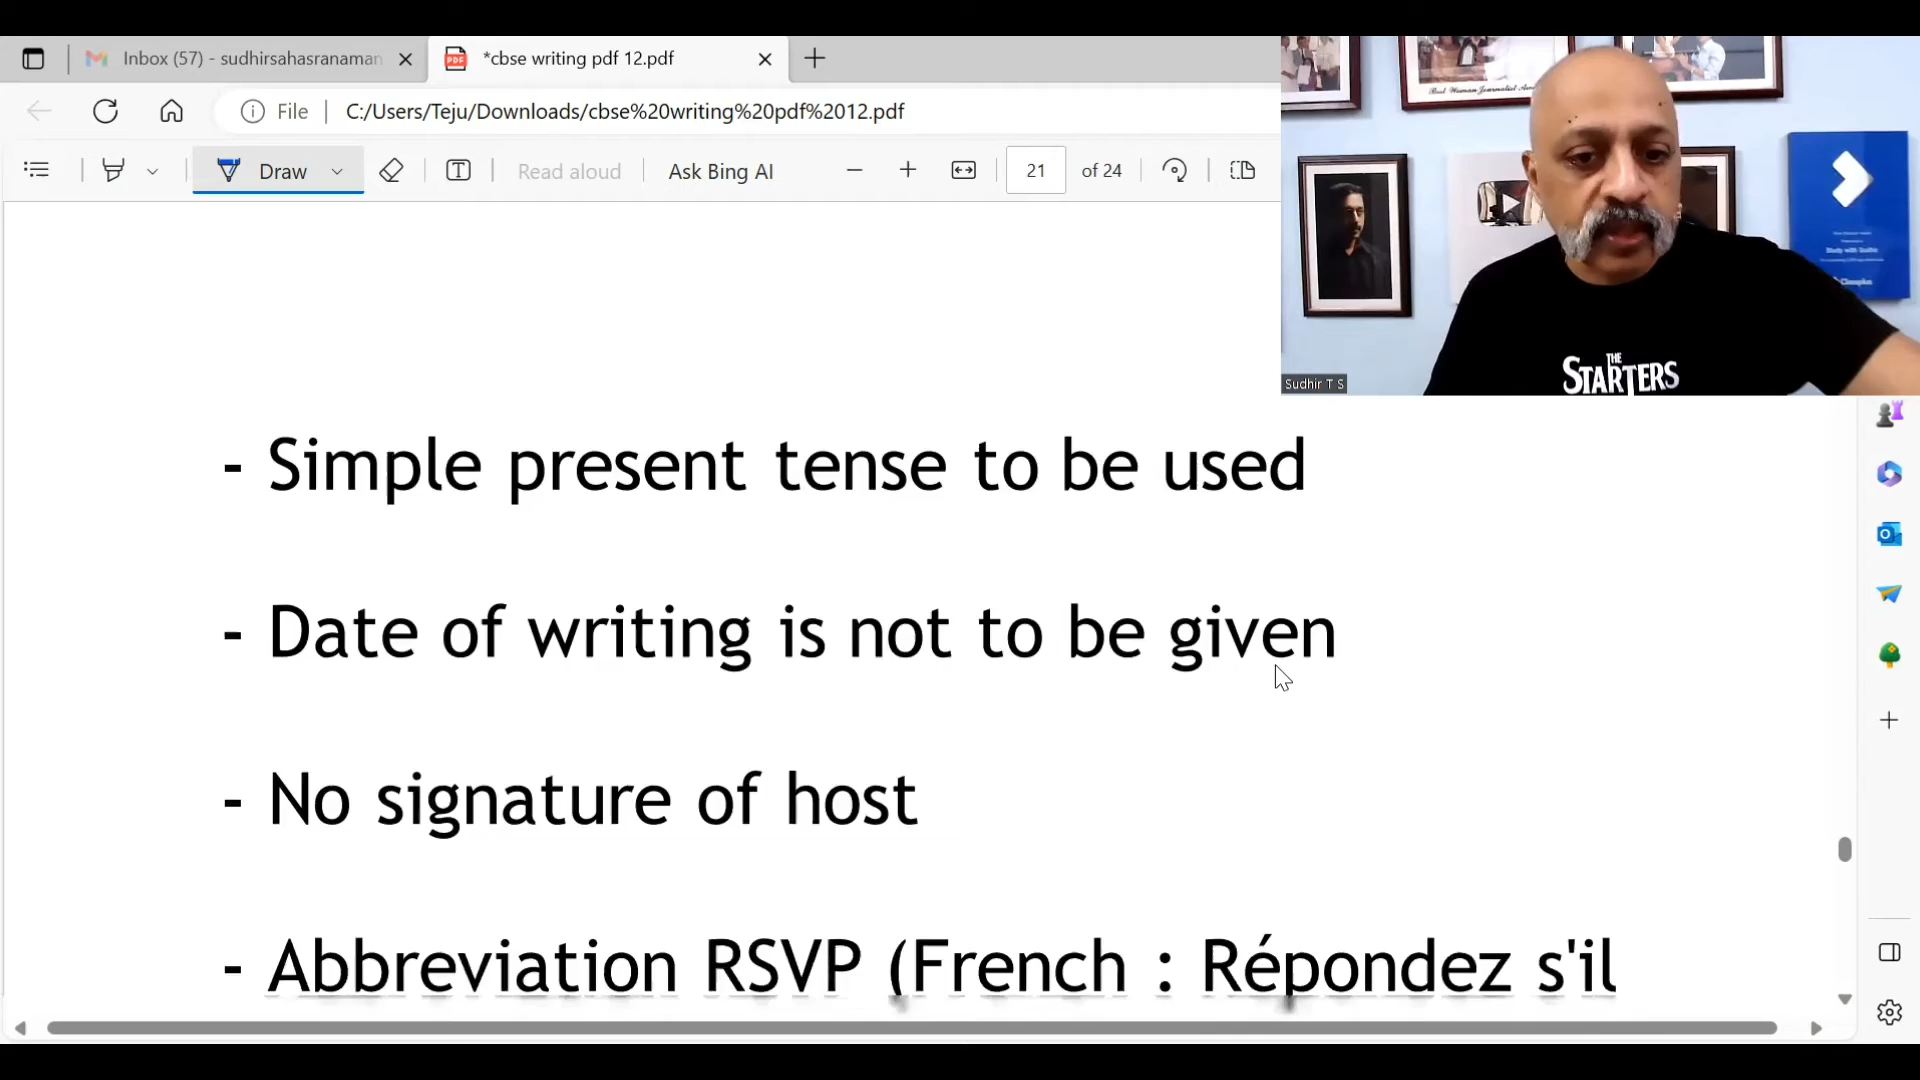 Inbox (57) - sudhirsahasranaman
PDF
*cbse writing pdf 12.pdf
File
C:/Users/Teju/Downloads/cbse%20writing%20pdf%2012.pdf
Draw
T
Read aloud
Ask Bing AI
21
of 24
- Simple present tense to be used
- Date of writing is not to be given
- No signature of host
- Abbreviation RSVP (French : Répondez s'il
THE
STARTERS
Sudhir T S